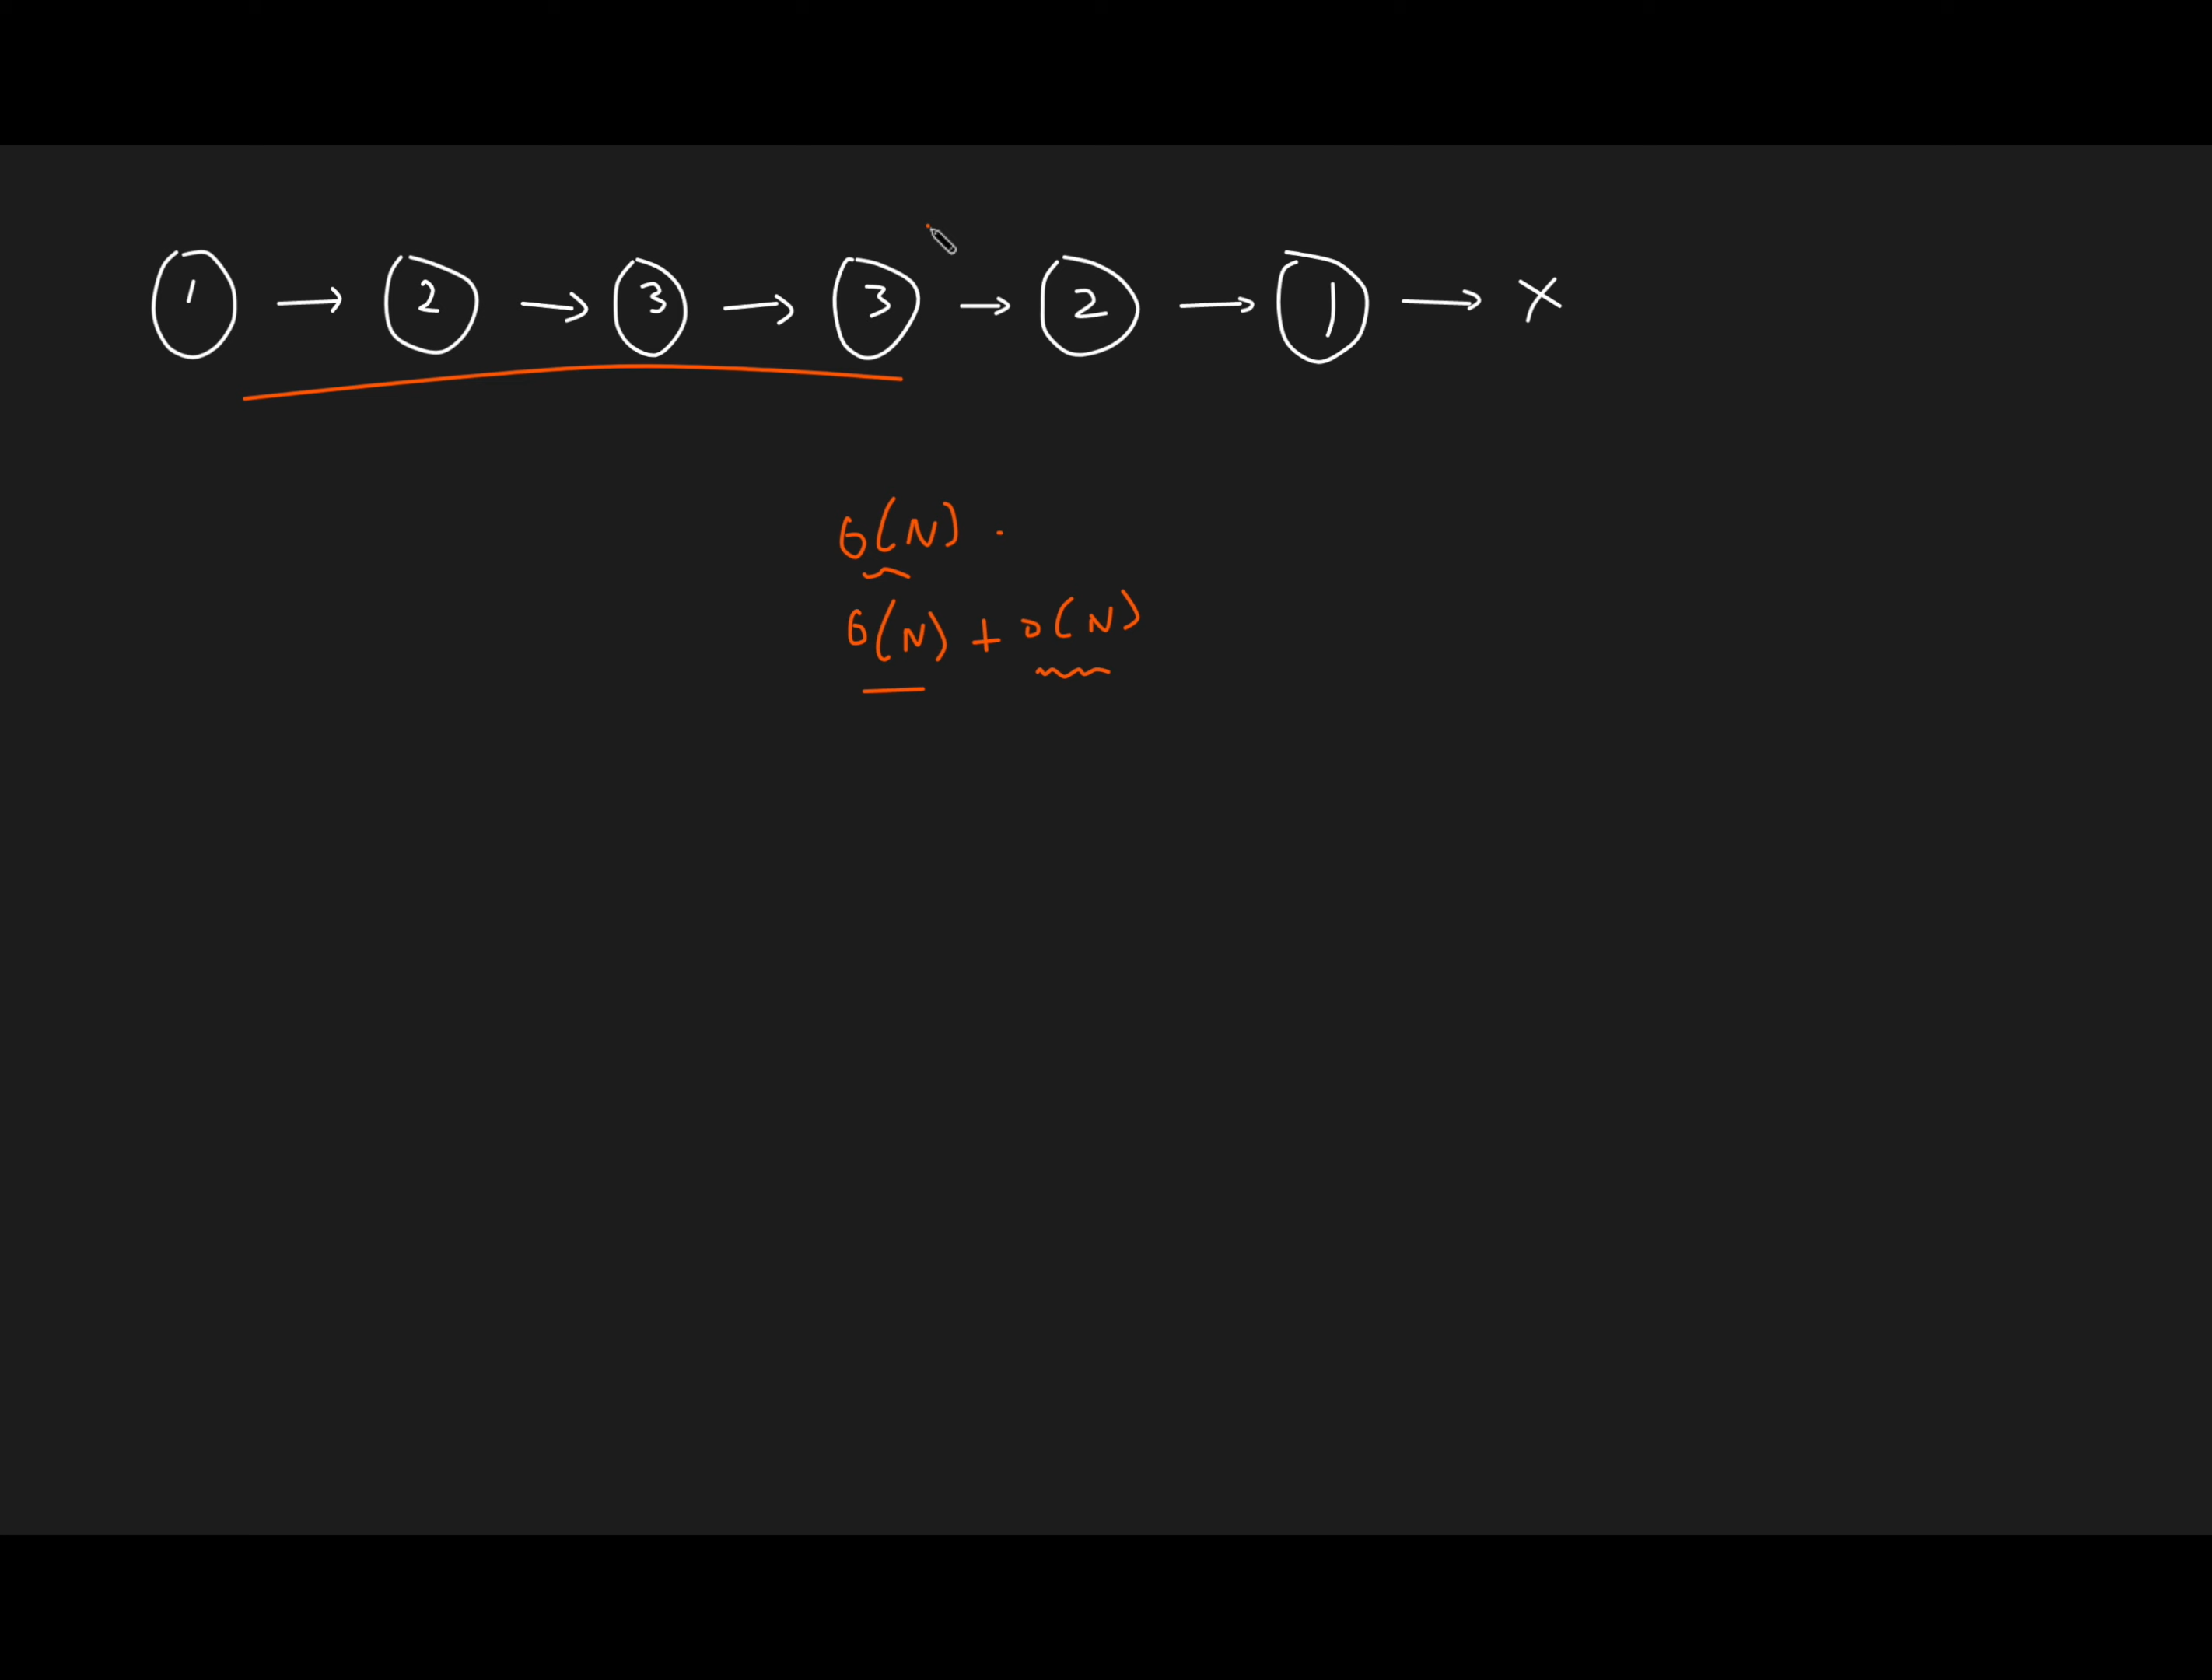 1 → 2 → 3 → 3 → 2 → 1 → X
O(N) .
O(N) + O(N)